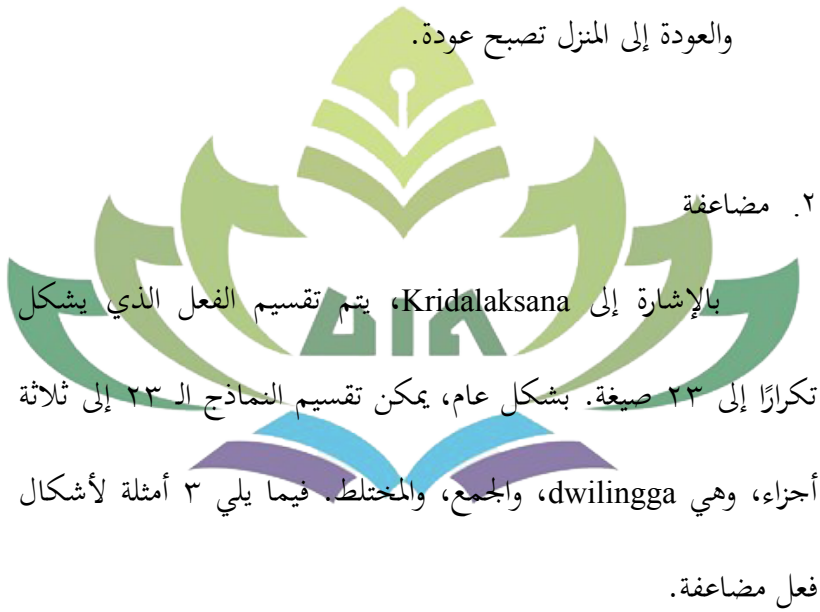 والعودة إلى المنزل تصبح عودة.
٢. مضاعفة
بالإشارة إلى Kridalaksana، يتم تقسيم الفعل الذي يشكل
تكرارًا إلى ٢٣ صيغة. بشكل عام، يمكن تقسيم النماذج الـ ٢٣ إلى ثلاثة
أجزاء، وهي dwilingga، والجمع، والمختلط. فيما يلي ٣ أمثلة لأشكال
فعل مضاعفة.